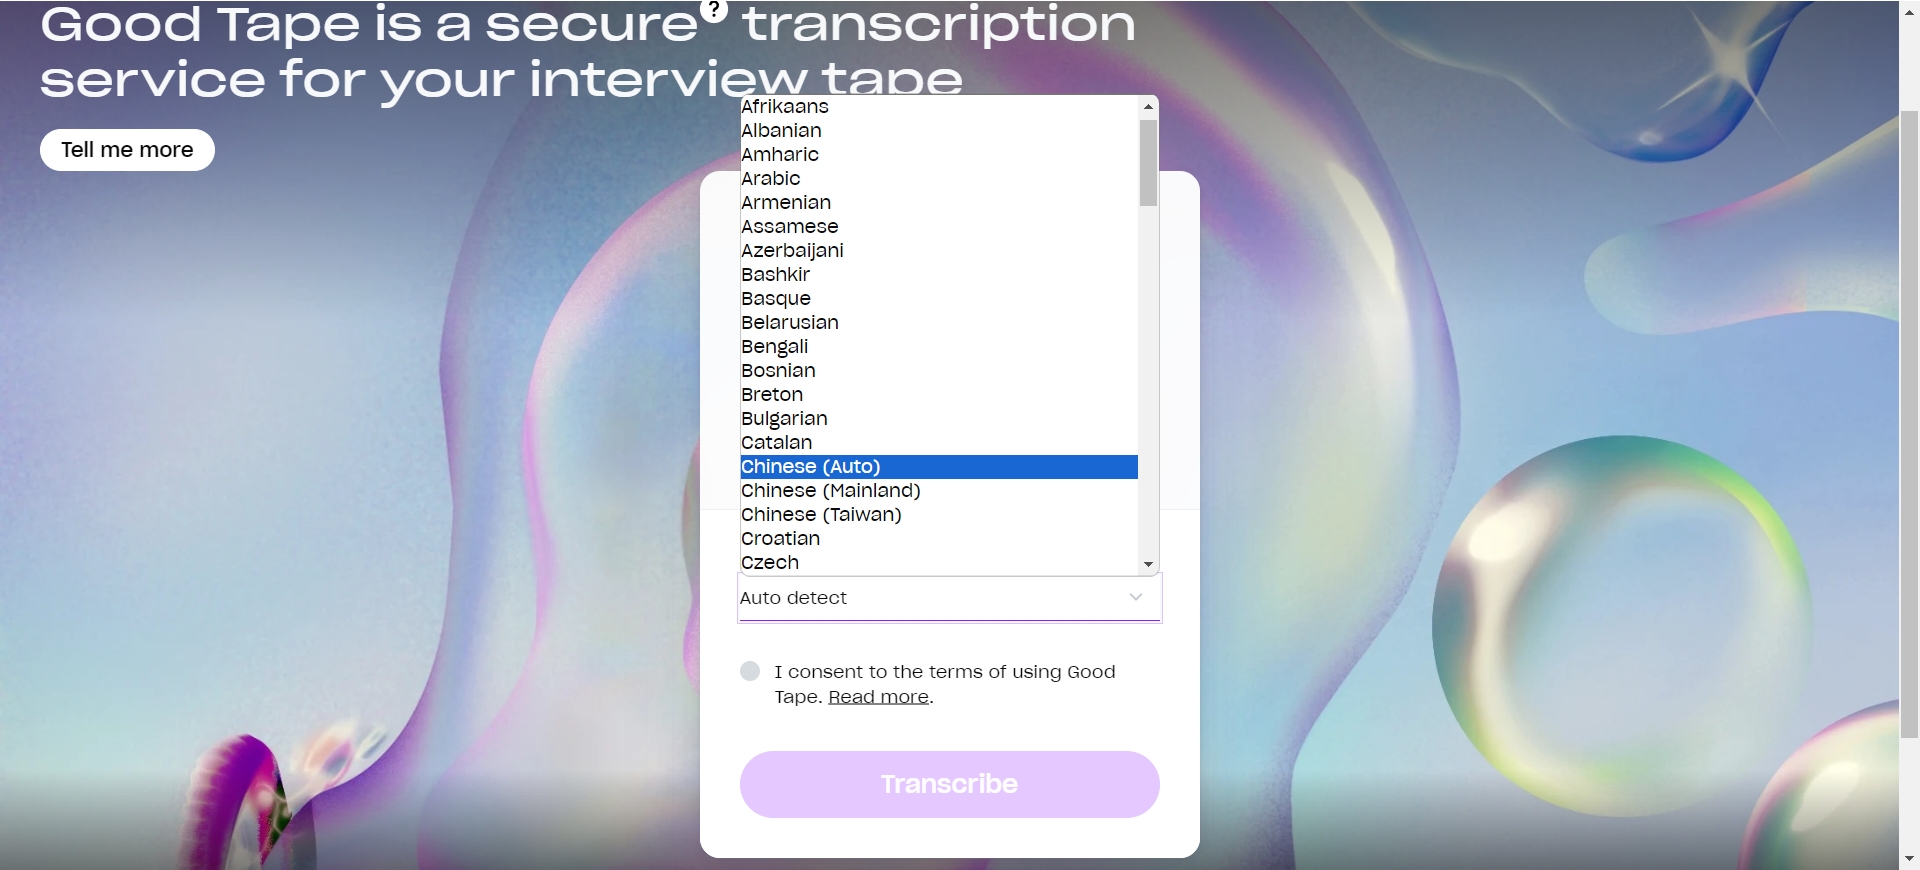 Good Tape is a secure? transcription
service for your interview tape
Tell me more
Afrikaans
Albanian
Amharic
Arabic
Armenian
Assamese
Azerbaijani
Bashkir
Basque
Belarusian
Bengali
Bosnian
Breton
Bulgarian
Catalan
Chinese (Auto)
Chinese (Mainland)
Chinese (Taiwan)
Croatian
Czech
Auto detect
I consent to the terms of using Good
Tape. Read more.
Transcribe